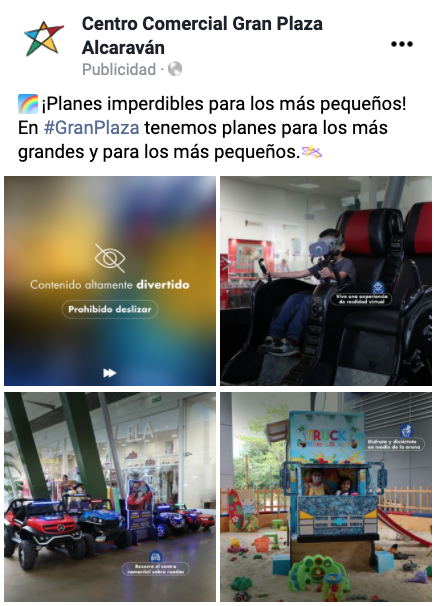 Centro Comercial Gran Plaza
Alcaraván
Publicidad ·
¡Planes imperdibles para los más pequeños!
En #GranPlaza tenemos planes para los más
grandes y para los más pequeños.
Contenido altamente divertido
Prohibido deslizar
Vive una experiencia
de realidad virtual
Recorre el centro
comercial sobre ruedas
TRUCK
Disfruta y diviértete
en medio de la arena